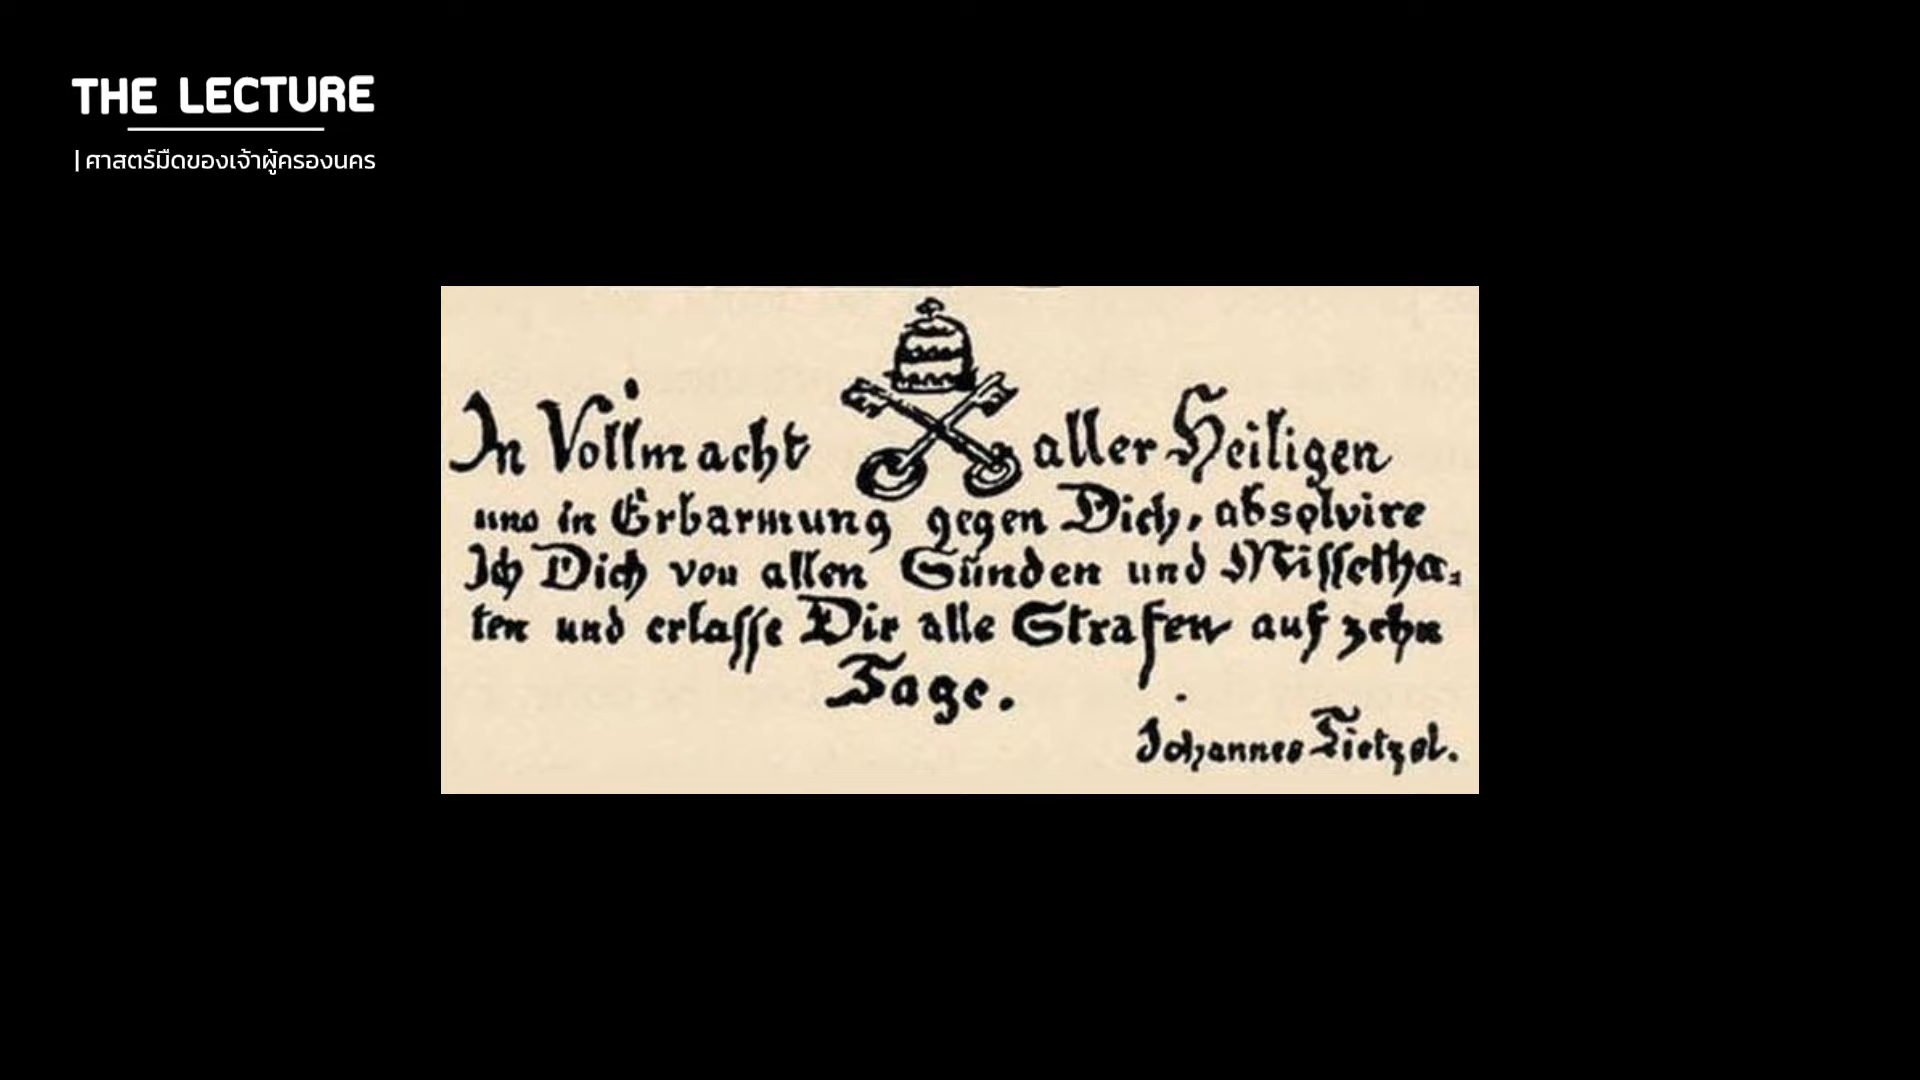 THE LECTURE
| ศาสตร์มืดของเจ้าผู้ครองนคร
In Vollmacht aller Heiligen
und in Erbarmung gegen Dich, absolvire
Ich Dich von allen Sünden und Missetha=
ten und erlasse Dir alle Strafen auf zehn
Tage.
Johannes Tietzel.